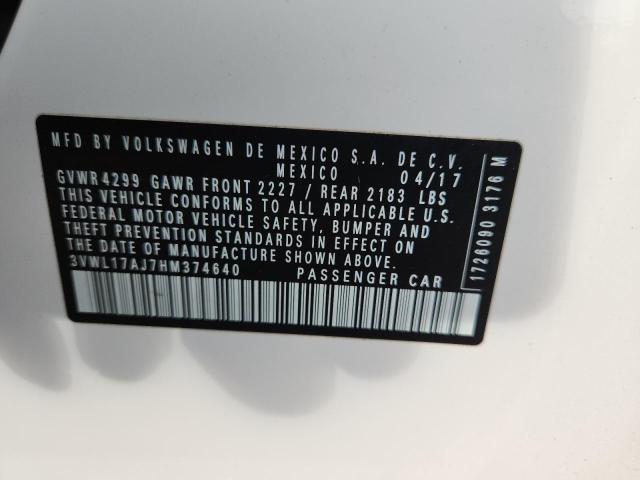 MFD BY VOLKSWAGEN DE MEXICO S.A. DE C.V.
MEXICO 04/17
GVWR 4299 GAWR FRONT 2227 / REAR 2183 LBS
THIS VEHICLE CONFORMS TO ALL APPLICABLE U.S.
FEDERAL MOTOR VEHICLE SAFETY, BUMPER AND
THEFT PREVENTION STANDARDS IN EFFECT ON
THE DATE OF MANUFACTURE SHOWN ABOVE.
3VWL17AJ7HM374640 PASSENGER CAR
1726090 3176 M